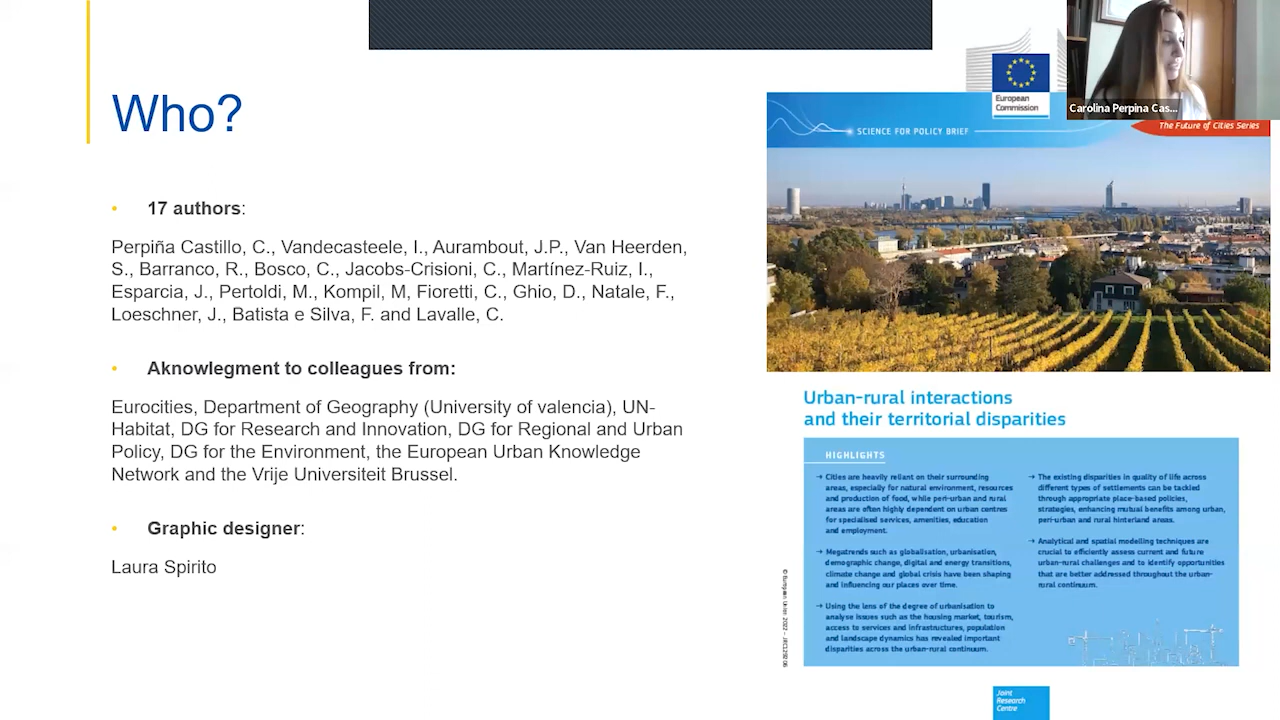 Who?
• 17 authors:
Perpiña Castillo, C., Vandecasteele, I., Aurambout, J.P., Van Heerden,
S., Barranco, R., Bosco, C., Jacobs-Crisioni, C., Martínez-Ruiz, I.,
Esparcia, J., Pertoldi, M., Kompil, M, Fioretti, C., Ghio, D., Natale, F.,
Loeschner, J., Batista e Silva, F. and Lavalle, C.
• Aknowlegment to colleagues from:
Eurocities, Department of Geography (University of valencia), UN-
Habitat, DG for Research and Innovation, DG for Regional and Urban
Policy, DG for the Environment, the European Urban Knowledge
Network and the Vrije Universiteit Brussel.
• Graphic designer:
Laura Spirito
European
Commission
Carolina Perpina Cas...
SCIENCE FOR POLICY BRIEF
The Future of Cities Series
Urban-rural interactions
and their territorial disparities
HIGHLIGHTS
→ Cities are heavily reliant on their surrounding
areas, especially for natural environment, resources
and production of food, while peri-urban and rural
areas are often highly dependent on urban centres
for specialised services, amenities, education
and employment.
→ Megatrends such as globalisation, urbanisation,
demographic change, digital and energy transitions,
climate change and global crisis have been shaping
and influencing our places over time.
→ Using the lens of the degree of urbanisation to
analyse issues such as the housing market, tourism,
access to services and infrastructures, population
and landscape dynamics has revealed important
disparities across the urban-rural continuum.
→ The existing disparities in quality of life across
different types of settlements can be tackled
through appropriate place-based policies,
strategies, enhancing mutual benefits among urban,
peri-urban and rural hinterland areas.
→ Analytical and spatial modelling techniques are
crucial to efficiently assess current and future
urban-rural challenges and to identify opportunities
that are better addressed throughout the urban-
rural continuum.
© European Union 2022 –
Joint
Research
Centre